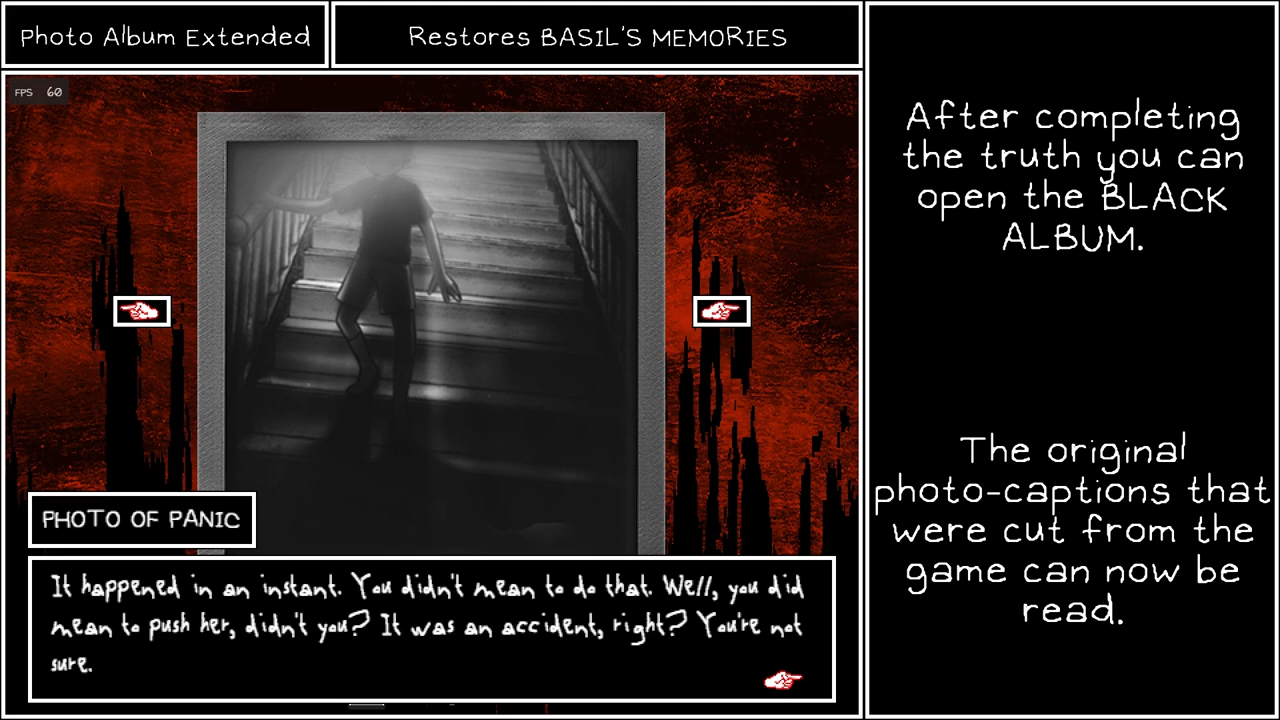 Photo Album Extended
Restores BASIL'S MEMORIES
FPS 60
After completing
the truth you can
open the BLACK
ALBUM.
The original
photo-captions that
were cut from the
game can now be
read.
PHOTO OF PANIC
It happened in an instant. You didn't mean to do that. Well, you did
mean to push her, didn't you? It was an accident, right? You're not
sure.